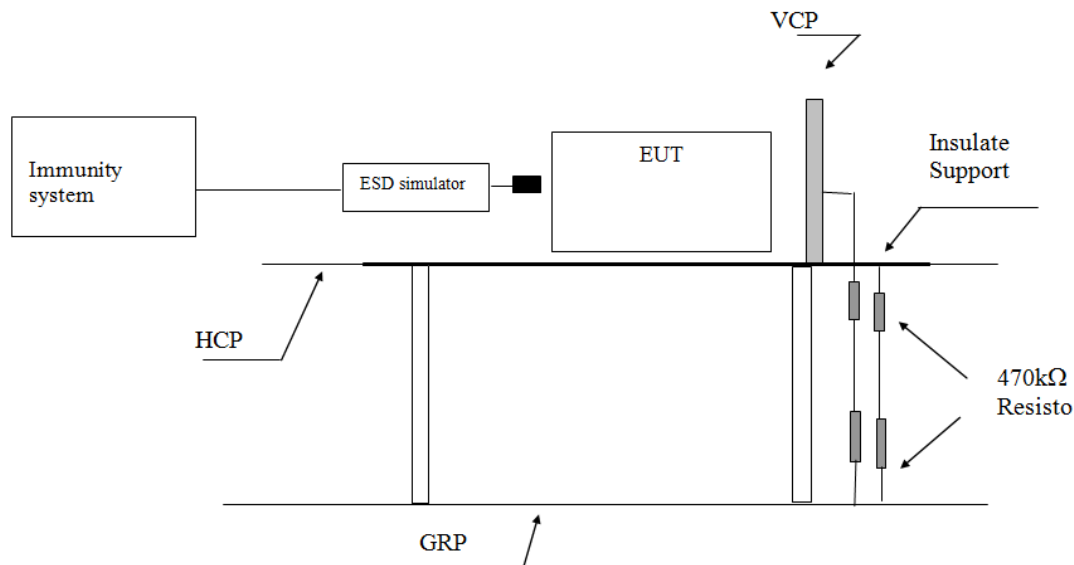 VCP
Immunity
system
ESD simulator
EUT
Insulate
Support
HCP
470kΩ
Resisto
GRP